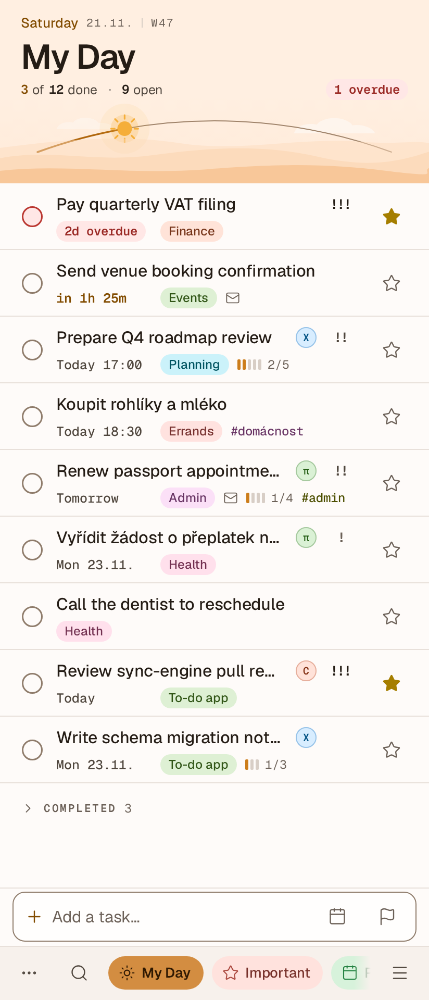 Saturday 21.11. | W47
My Day
3 of 12 done · 9 open
1 overdue
Pay quarterly VAT filing !!!
2d overdue Finance
Send venue booking confirmation
in 1h 25m Events
Prepare Q4 roadmap review X !!
Today 17:00 Planning 2/5
Koupit rohlíky a mléko
Today 18:30 Errands #domácnost
Renew passport appointme… π !!
Tomorrow Admin 1/4 #admin
Vyřídit žádost o přeplatek n… π !
Mon 23.11. Health
Call the dentist to reschedule
Health
Review sync-engine pull re… C !!!
Today To-do app
Write schema migration not… X
Mon 23.11. To-do app 1/3
COMPLETED 3
Add a task…
My Day Important